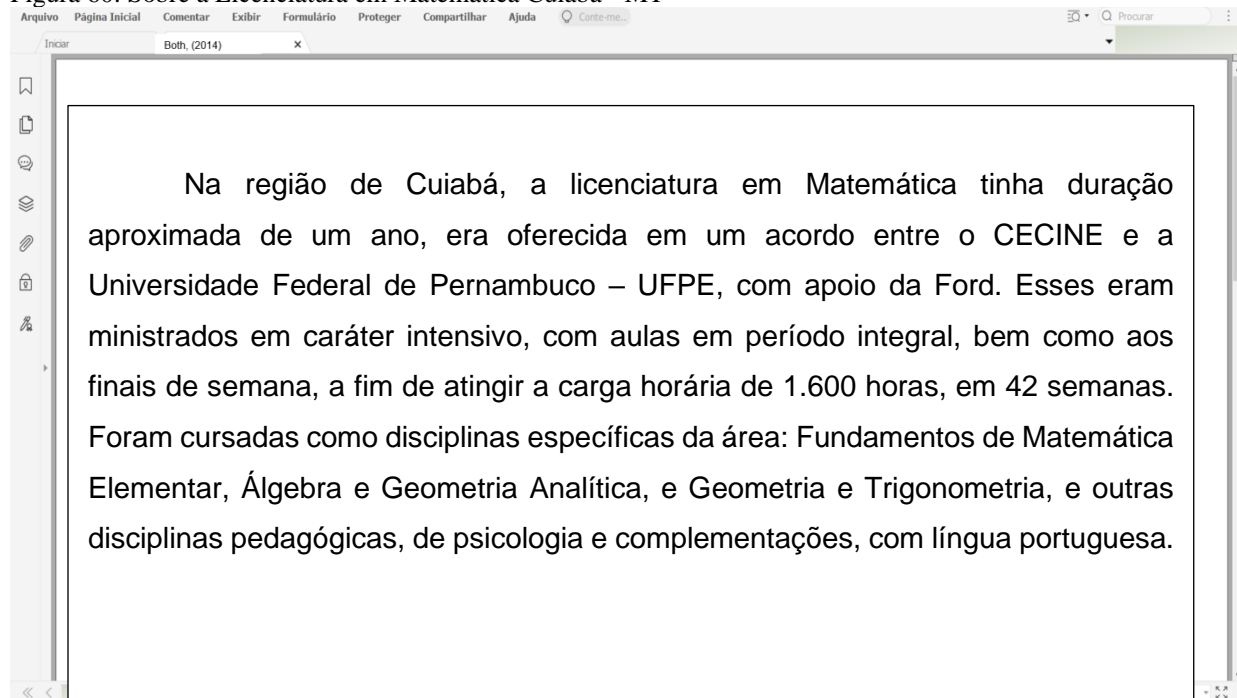 Figura 60: Sobre a Licenciatura em Matemática Cuiabá - MT
Arquivo Página Inicial Comentar Exibir Formulário Proteger Compartilhar Ajuda Conte-me... Procurar
Iniciar Both, (2014)
Na região de Cuiabá, a licenciatura em Matemática tinha duração
aproximada de um ano, era oferecida em um acordo entre o CECINE e a
Universidade Federal de Pernambuco – UFPE, com apoio da Ford. Esses eram
ministrados em caráter intensivo, com aulas em período integral, bem como aos
finais de semana, a fim de atingir a carga horária de 1.600 horas, em 42 semanas.
Foram cursadas como disciplinas específicas da área: Fundamentos de Matemática
Elementar, Álgebra e Geometria Analítica, e Geometria e Trigonometria, e outras
disciplinas pedagógicas, de psicologia e complementações, com língua portuguesa.